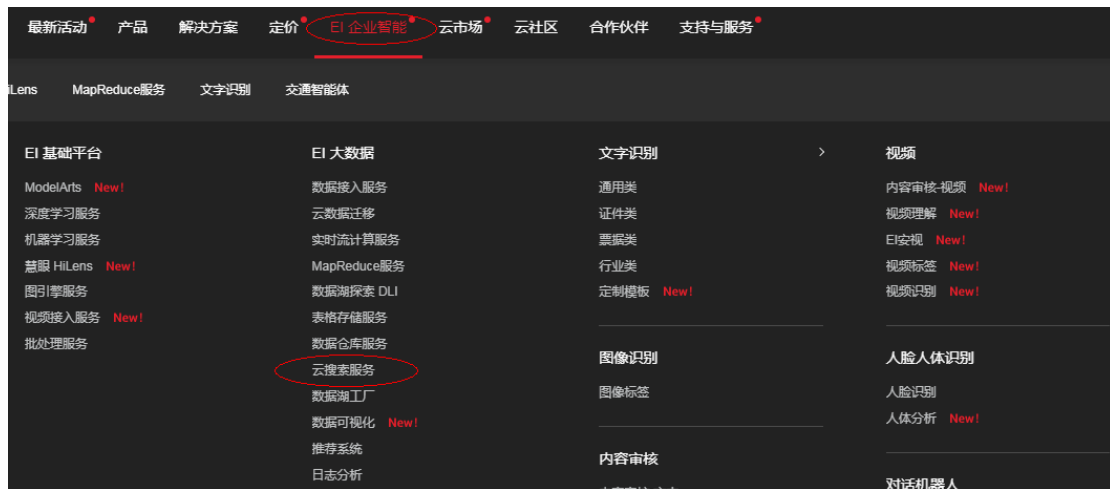 最新活动 产品 解决方案 定价 EI 企业智能 云市场 云社区 合作伙伴 支持与服务
iLens MapReduce服务 文字识别 交通智能体
EI 基础平台
ModelArts New!
深度学习服务
机器学习服务
慧眼 HiLens New!
图引擎服务
视频接入服务 New!
批处理服务
EI 大数据
数据接入服务
云数据迁移
实时流计算服务
MapReduce服务
数据湖探索 DLI
表格存储服务
数据仓库服务
云搜索服务
数据湖工厂
数据可视化 New!
推荐系统
日志分析
文字识别 >
通用类
证件类
票据类
行业类
定制模板 New!
图像识别
图像标签
内容审核
视频
内容审核-视频 New!
视频理解 New!
EI安视 New!
视频标签 New!
视频识别 New!
人脸人体识别
人脸识别
人体分析 New!
对话机器人